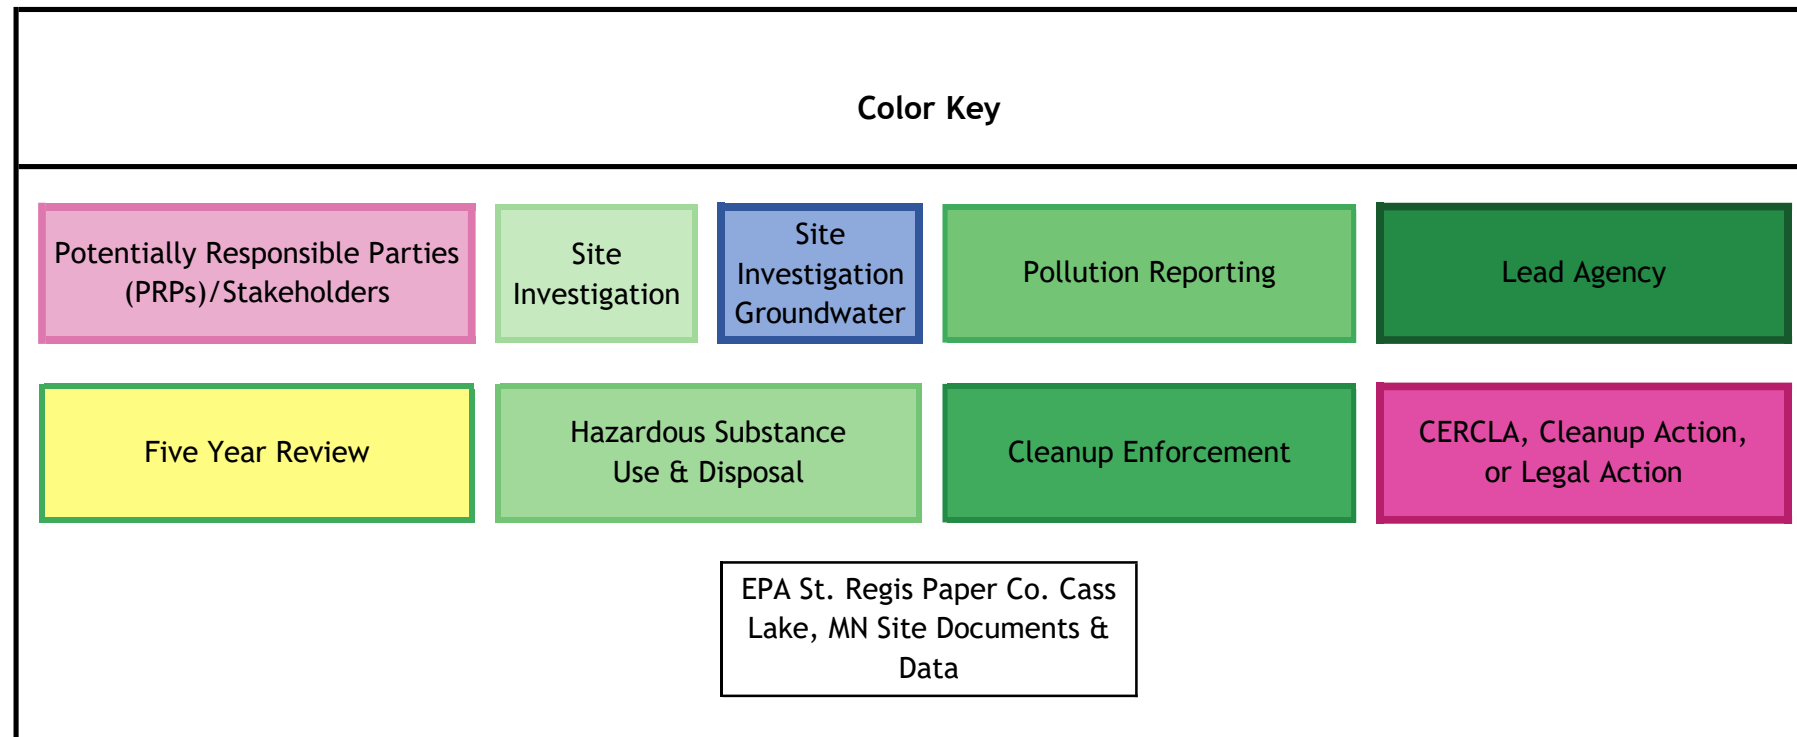 Color Key
Potentially Responsible Parties
(PRPs)/Stakeholders
Site
Investigation
Site
Investigation
Groundwater
Pollution Reporting
Lead Agency
Five Year Review
Hazardous Substance
Use & Disposal
Cleanup Enforcement
CERCLA, Cleanup Action,
or Legal Action
EPA St. Regis Paper Co. Cass
Lake, MN Site Documents &
Data